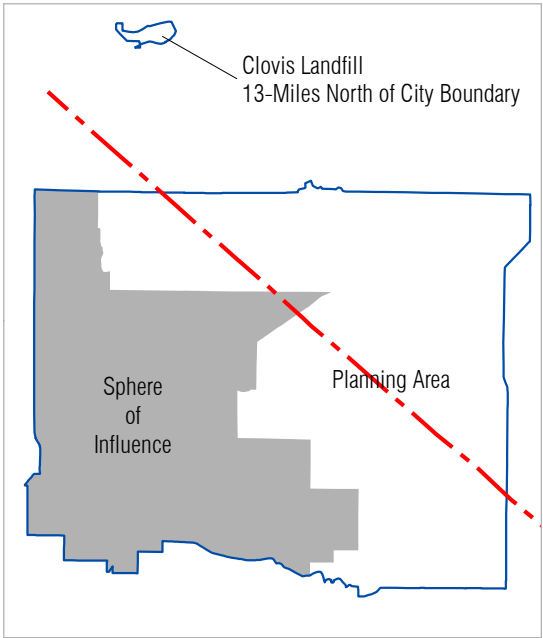 Clovis Landfill
13-Miles North of City Boundary
Planning Area
Sphere
of
Influence